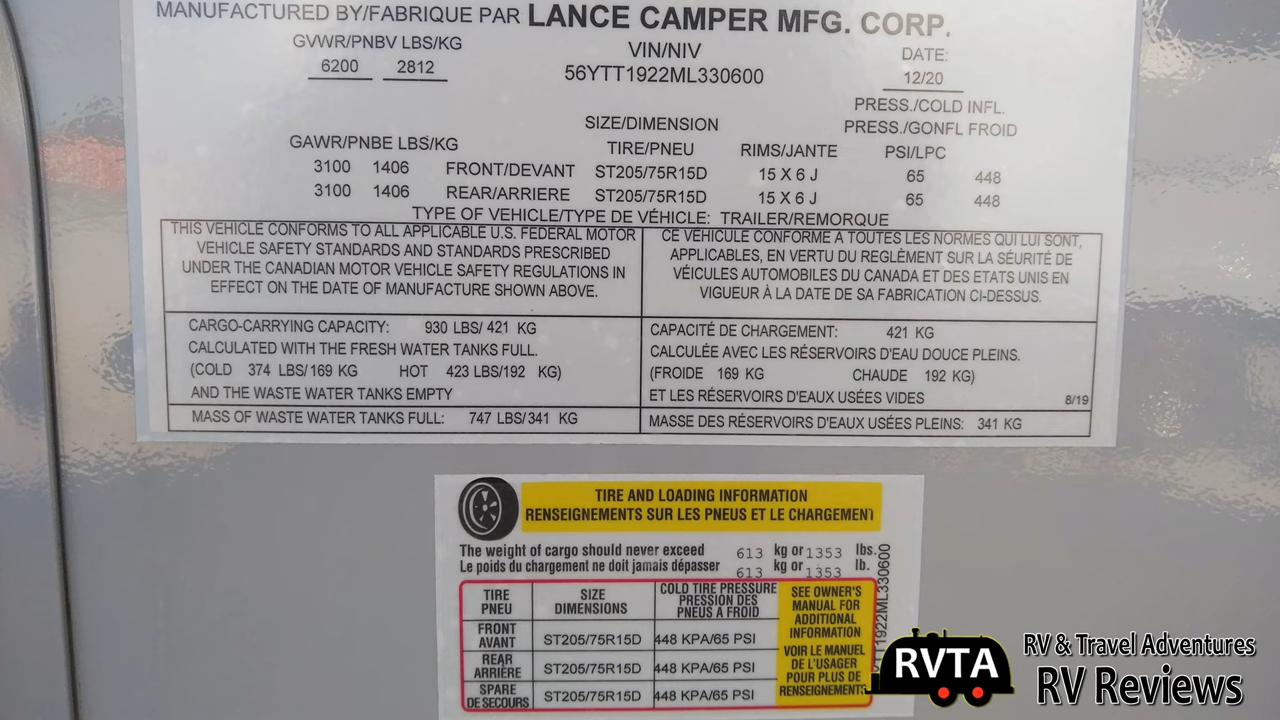 MANUFACTURED BY/FABRIQUE PAR LANCE CAMPER MFG. CORP.
GVWR/PNBV LBS/KG VIN/NIV DATE:
6200 2812 56YTT1922ML330600 12/20
PRESS./COLD INFL.
SIZE/DIMENSION PRESS./GONFL FROID
GAWR/PNBE LBS/KG TIRE/PNEU RIMS/JANTE PSI/LPC
3100 1406 FRONT/DEVANT ST205/75R15D 15 X 6 J 65 448
3100 1406 REAR/ARRIERE ST205/75R15D 15 X 6 J 65 448
TYPE OF VEHICLE/TYPE DE VÉHICLE: TRAILER/REMORQUE
THIS VEHICLE CONFORMS TO ALL APPLICABLE U.S. FEDERAL MOTOR
VEHICLE SAFETY STANDARDS AND STANDARDS PRESCRIBED
UNDER THE CANADIAN MOTOR VEHICLE SAFETY REGULATIONS IN
EFFECT ON THE DATE OF MANUFACTURE SHOWN ABOVE.
CE VÉHICULE CONFORME À TOUTES LES NORMES QUI LUI SONT,
APPLICABLES, EN VERTU DU REGLÈMENT SUR LA SÉURITÉ DE
VÉICULES AUTOMOBILES DU CANADA ET DES ETATS UNIS EN
VIGUEUR À LA DATE DE SA FABRICATION CI-DESSUS.
CARGO-CARRYING CAPACITY: 930 LBS/ 421 KG
CALCULATED WITH THE FRESH WATER TANKS FULL.
(COLD 374 LBS/169 KG HOT 423 LBS/192 KG)
AND THE WASTE WATER TANKS EMPTY
CAPACITÉ DE CHARGEMENT: 421 KG
CALCULÉE AVEC LES RÉSERVOIRS D'EAU DOUCE PLEINS.
(FROIDE 169 KG CHAUDE 192 KG)
ET LES RÉSERVOIRS D'EAUX USÉES VIDES 8/19
MASS OF WASTE WATER TANKS FULL: 747 LBS/341 KG
MASSE DES RÉSERVOIRS D'EAUX USÉES PLEINS: 341 KG
TIRE AND LOADING INFORMATION
RENSEIGNEMENTS SUR LES PNEUS ET LE CHARGEMENT
The weight of cargo should never exceed 613 kg or 1353 lbs.
Le poids du chargement ne doit jamais dépasser 613 kg or 1353 lb.
TIRE
PNEU
SIZE
DIMENSIONS
COLD TIRE PRESSURE
PRESSION DES
PNEUS A FROID
FRONT
AVANT
ST205/75R15D 448 KPA/65 PSI
REAR
ARRIÈRE
ST205/75R15D 448 KPA/65 PSI
SPARE
DE SECOURS
ST205/75R15D 448 KPA/65 PSI
SEE OWNER'S
MANUAL FOR
ADDITIONAL
INFORMATION
VOIR LE MANUEL
DE L'USAGER
POUR PLUS DE
RENSEIGNEMENTS
YTT1922ML330600
RVTA
RV & Travel Adventures
RV Reviews